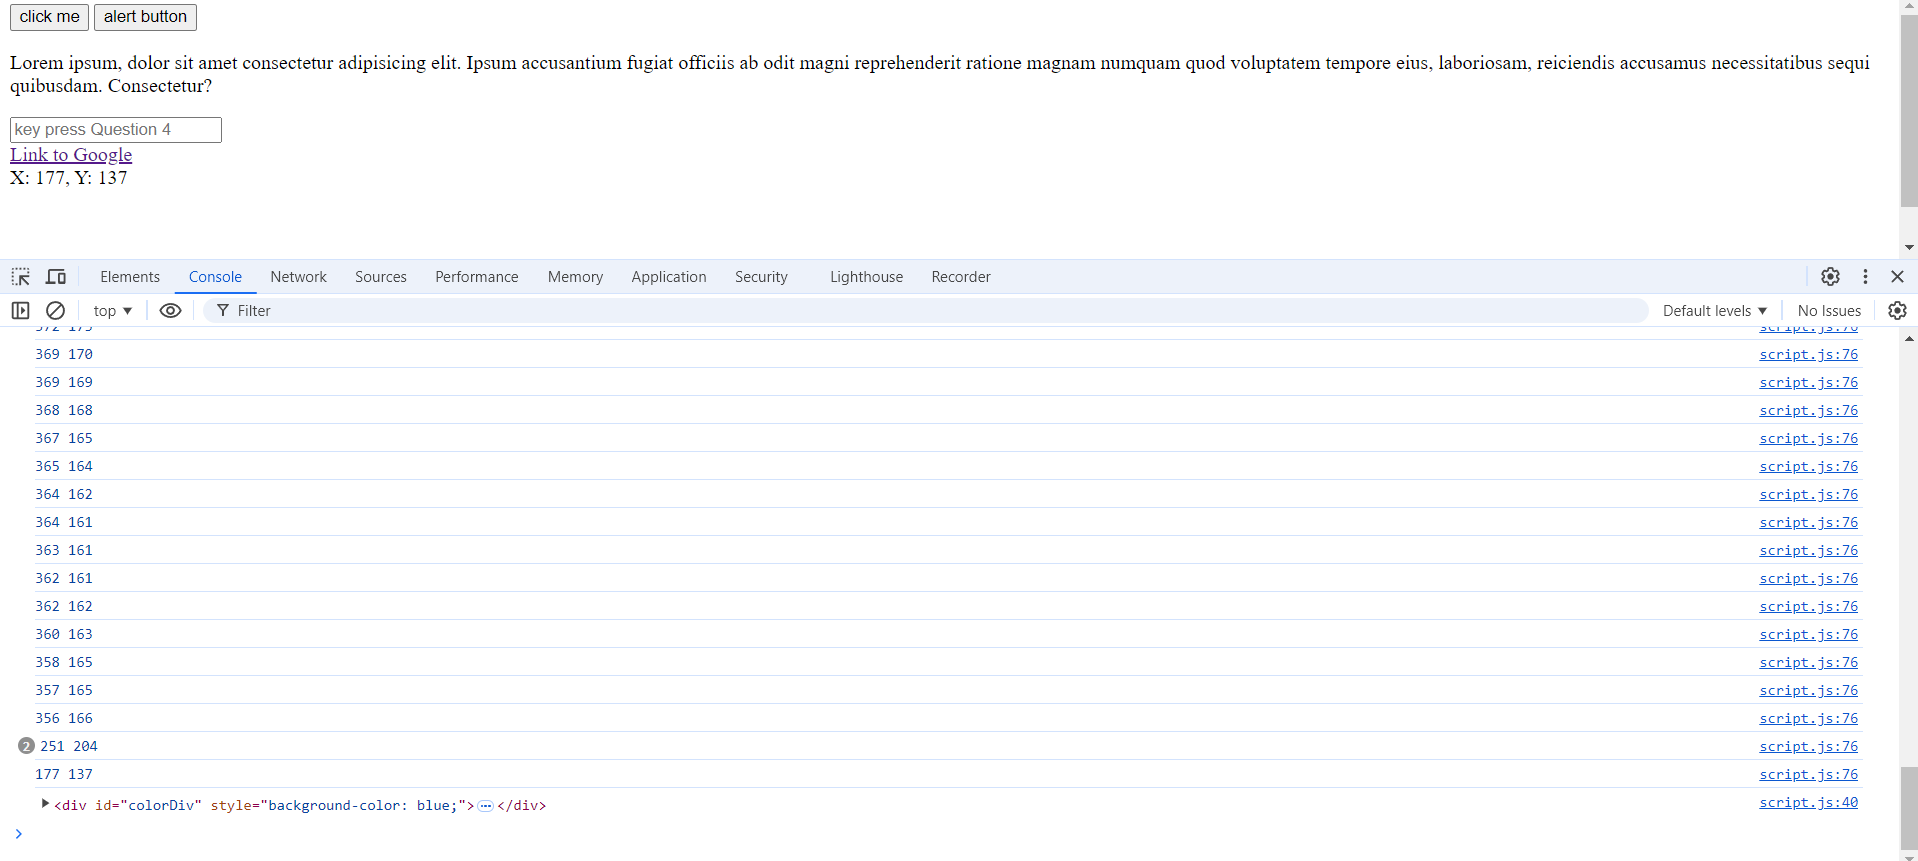 click me alert button
Lorem ipsum, dolor sit amet consectetur adipisicing elit. Ipsum accusantium fugiat officiis ab odit magni reprehenderit ratione magnam numquam quod voluptatem tempore eius, laboriosam, reiciendis accusamus necessitatibus sequi
quibusdam. Consectetur?
key press Question 4
Link to Google
X: 177, Y: 137
Elements Console Network Sources Performance Memory Application Security Lighthouse Recorder
top Filter Default levels No Issues
script.js:76
369 170 script.js:76
369 169 script.js:76
368 168 script.js:76
367 165 script.js:76
365 164 script.js:76
364 162 script.js:76
364 161 script.js:76
363 161 script.js:76
362 161 script.js:76
362 162 script.js:76
360 163 script.js:76
358 165 script.js:76
357 165 script.js:76
356 166 script.js:76
2 251 204 script.js:76
177 137 script.js:76
<div id="colorDiv" style="background-color: blue;">…</div> script.js:40